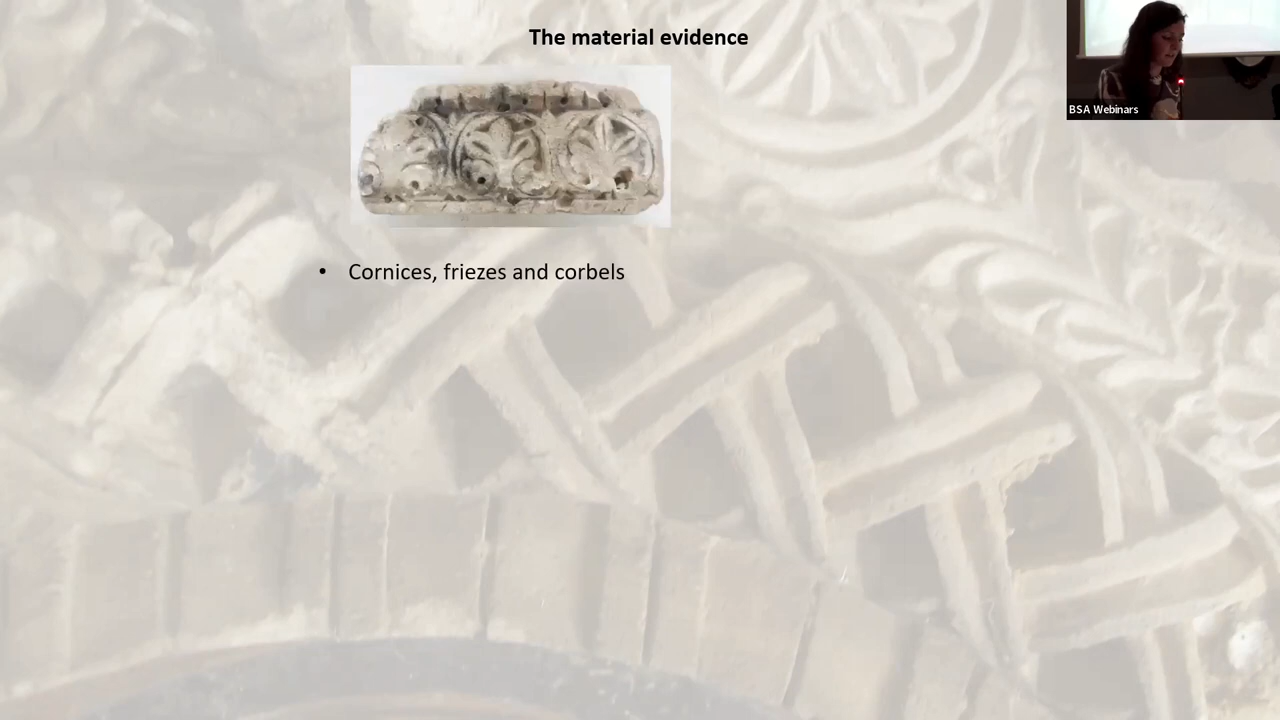 The material evidence
BSA Webinars
• Cornices, friezes and corbels